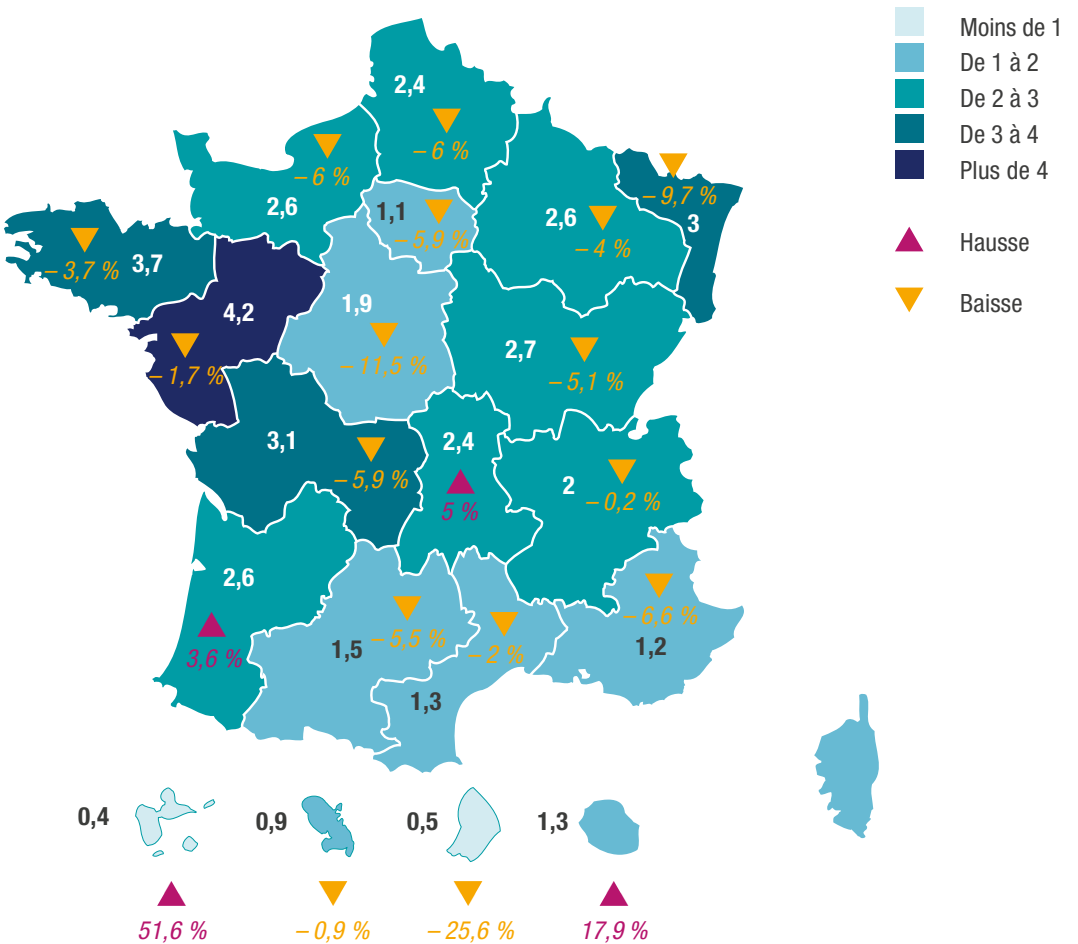 Moins de 1
De 1 à 2
De 2 à 3
De 3 à 4
Plus de 4
Hausse
Baisse
2,4
– 6 %
– 6 %
2,6
1,1
– 5,9 %
2,6
– 4 %
– 9,7 %
3
– 3,7 %
3,7
4,2
– 1,7 %
1,9
– 11,5 %
2,7
– 5,1 %
3,1
– 5,9 %
2,4
5 %
2
– 0,2 %
2,6
3,6 %
1,5
– 5,5 %
– 2 %
1,3
– 6,6 %
1,2
0,4
0,9
0,5
1,3
51,6 %
– 0,9 %
– 25,6 %
17,9 %